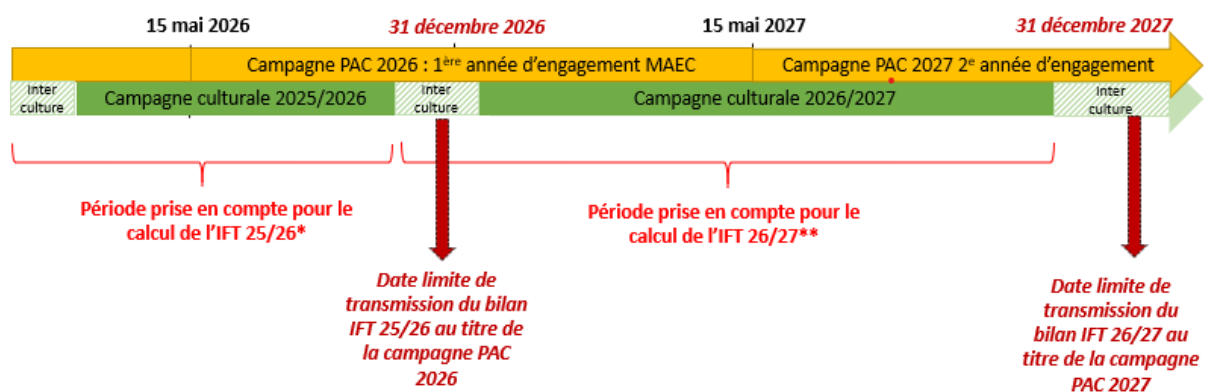 15 mai 2026
31 décembre 2026
15 mai 2027
31 décembre 2027
Campagne PAC 2026 : 1ère année d'engagement MAEC
Campagne PAC 2027 2e année d'engagement
Inter
culture
Campagne culturale 2025/2026
Inter
culture
Campagne culturale 2026/2027
Inter
culture
Période prise en compte pour le
calcul de l'IFT 25/26*
Période prise en compte pour le
calcul de l'IFT 26/27**
Date limite de
transmission du bilan
IFT 25/26 au titre de
la campagne PAC
2026
Date limite de
transmission du
bilan IFT 26/27 au
titre de la campagne
PAC 2027